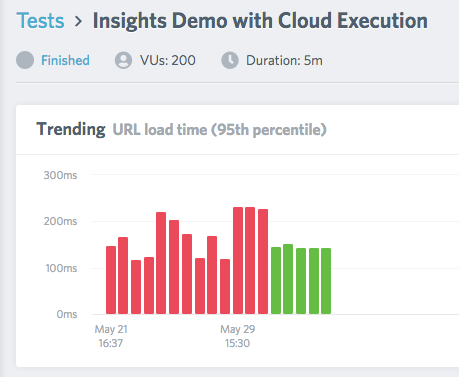 Tests > Insights Demo with Cloud Execution
Finished VUs: 200 Duration: 5m
Trending URL load time (95th percentile)
300ms
200ms
100ms
0ms
May 21 May 29
16:37 15:30